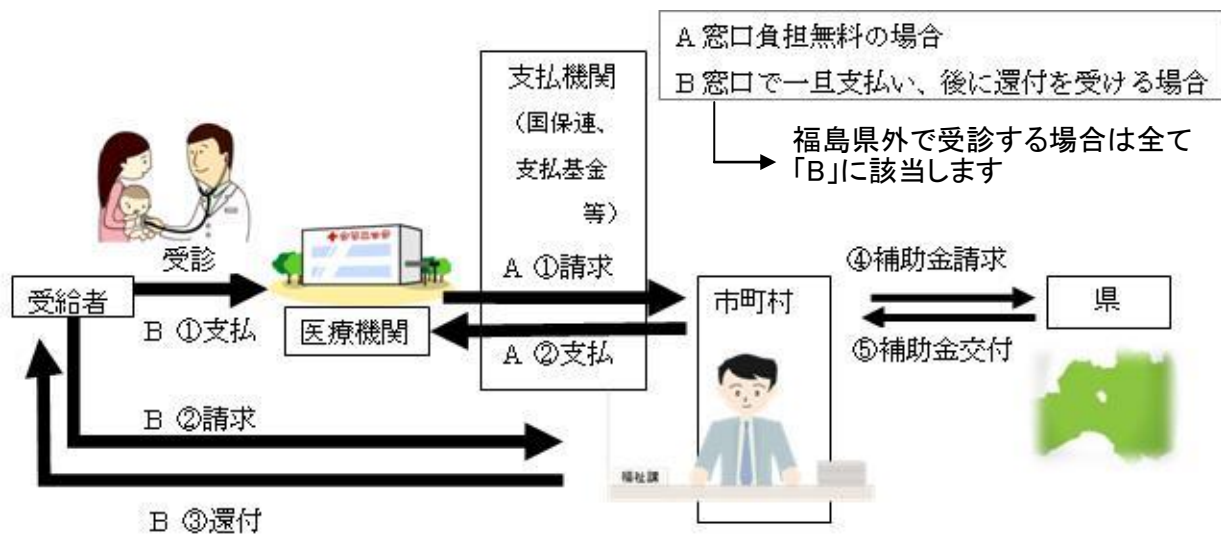 A 窓口負担無料の場合
B 窓口で一旦支払い、後に還付を受ける場合
福島県外で受診する場合は全て
「B」に該当します
支払機関
（国保連、
支払基金
等）
受診
受給者
B ①支払
医療機関
A ①請求
A ②支払
市町村
④補助金請求
⑤補助金交付
県
B ②請求
B ③還付
福祉課